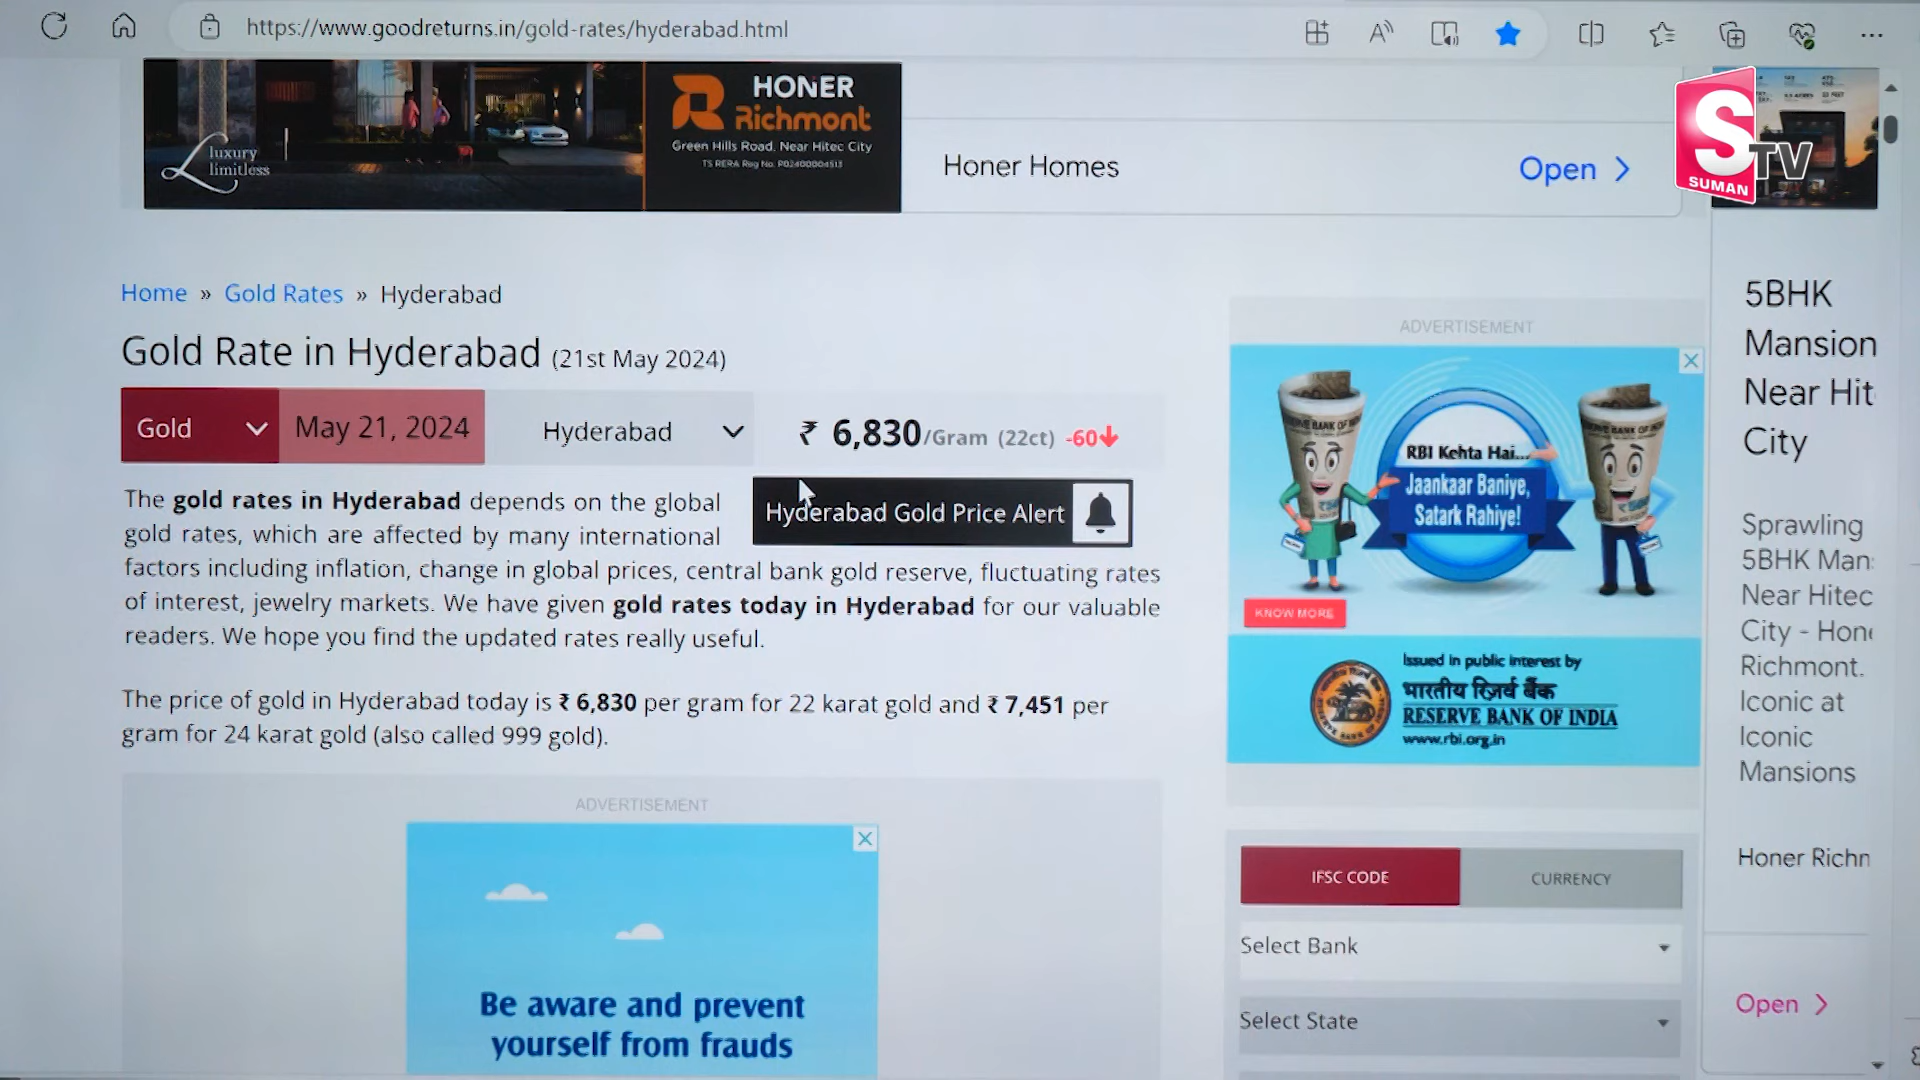 https://www.goodreturns.in/gold-rates/hyderabad.html
HONER
Richmont
Green Hills Road, Near Hitec City
TS RERA Reg No. P02400004513
luxury
limitless
Honer Homes
Open
S TV
SUMAN
Home » Gold Rates » Hyderabad
Gold Rate in Hyderabad (21st May 2024)
Gold
May 21, 2024
Hyderabad
₹ 6,830/Gram (22ct) -60
Hyderabad Gold Price Alert
The gold rates in Hyderabad depends on the global
gold rates, which are affected by many international
factors including inflation, change in global prices, central bank gold reserve, fluctuating rates
of interest, jewelry markets. We have given gold rates today in Hyderabad for our valuable
readers. We hope you find the updated rates really useful.
The price of gold in Hyderabad today is ₹ 6,830 per gram for 22 karat gold and ₹ 7,451 per
gram for 24 karat gold (also called 999 gold).
ADVERTISEMENT
Be aware and prevent
yourself from frauds
ADVERTISEMENT
RBI Kehta Hai...
Jaankaar Baniye,
Satark Rahiye!
KNOW MORE
Issued in public interest by
भारतीय रिज़र्व बैंक
RESERVE BANK OF INDIA
www.rbi.org.in
IFSC CODE
CURRENCY
Select Bank
Select State
5BHK
Mansion
Near Hit
City
Sprawling
5BHK Man
Near Hitec
City - Hone
Richmont.
Iconic at
Iconic
Mansions
Honer Richn
Open